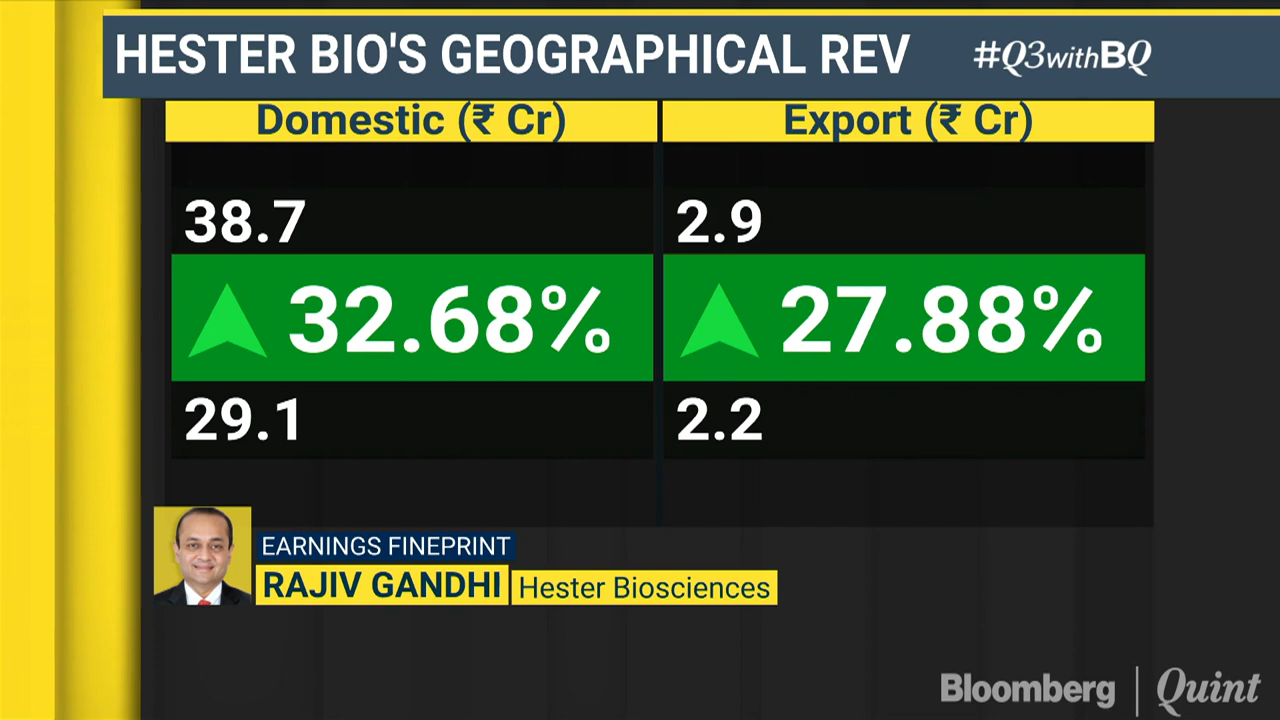 HESTER BIO'S GEOGRAPHICAL REV
#Q3withBQ
Domestic (₹ Cr)
Export (₹ Cr)
38.7
2.9
32.68%
27.88%
29.1
2.2
EARNINGS FINEPRINT
RAJIV GANDHI
Hester Biosciences
Bloomberg | Quint